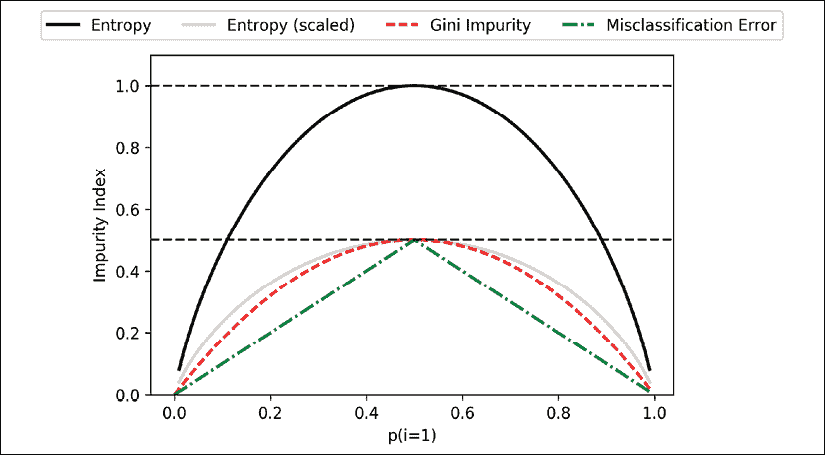 Entropy Entropy (scaled) Gini Impurity Misclassification Error
1.0
0.8
0.6
0.4
0.2
0.0
Impurity Index
0.0 0.2 0.4 0.6 0.8 1.0
p(i=1)